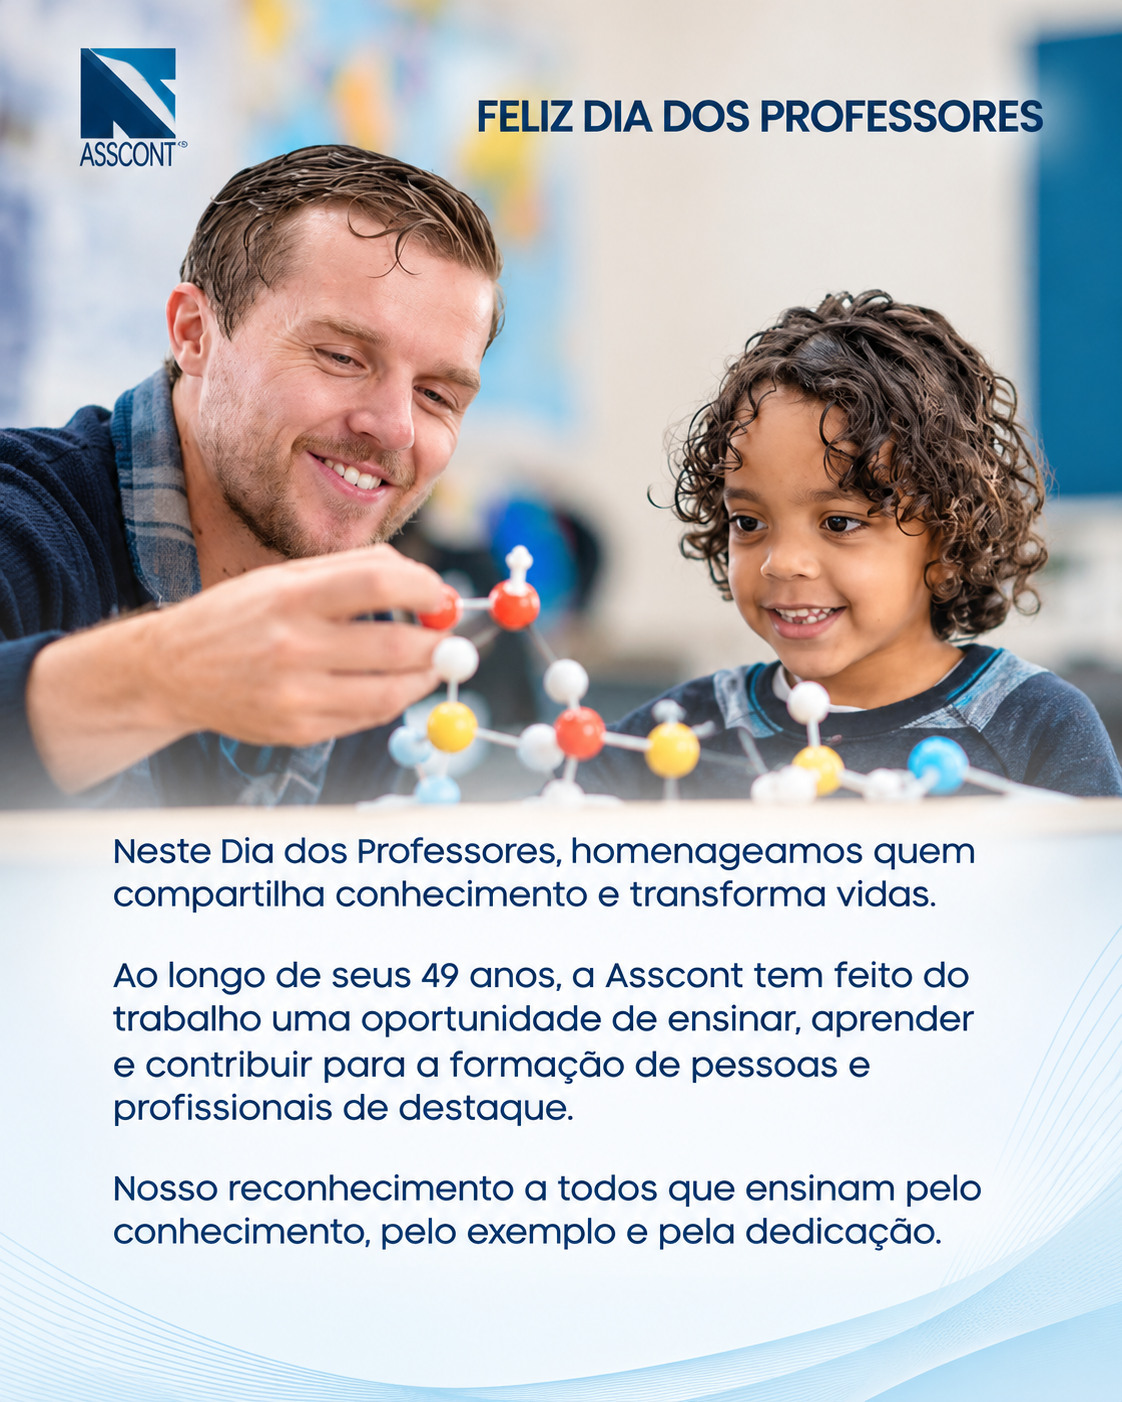 ASSCONT
FELIZ DIA DOS PROFESSORES
Neste Dia dos Professores, homenageamos quem
compartilha conhecimento e transforma vidas.
Ao longo de seus 49 anos, a Asscont tem feito do
trabalho uma oportunidade de ensinar, aprender
e contribuir para a formação de pessoas e
profissionais de destaque.
Nosso reconhecimento a todos que ensinam pelo
conhecimento, pelo exemplo e pela dedicação.